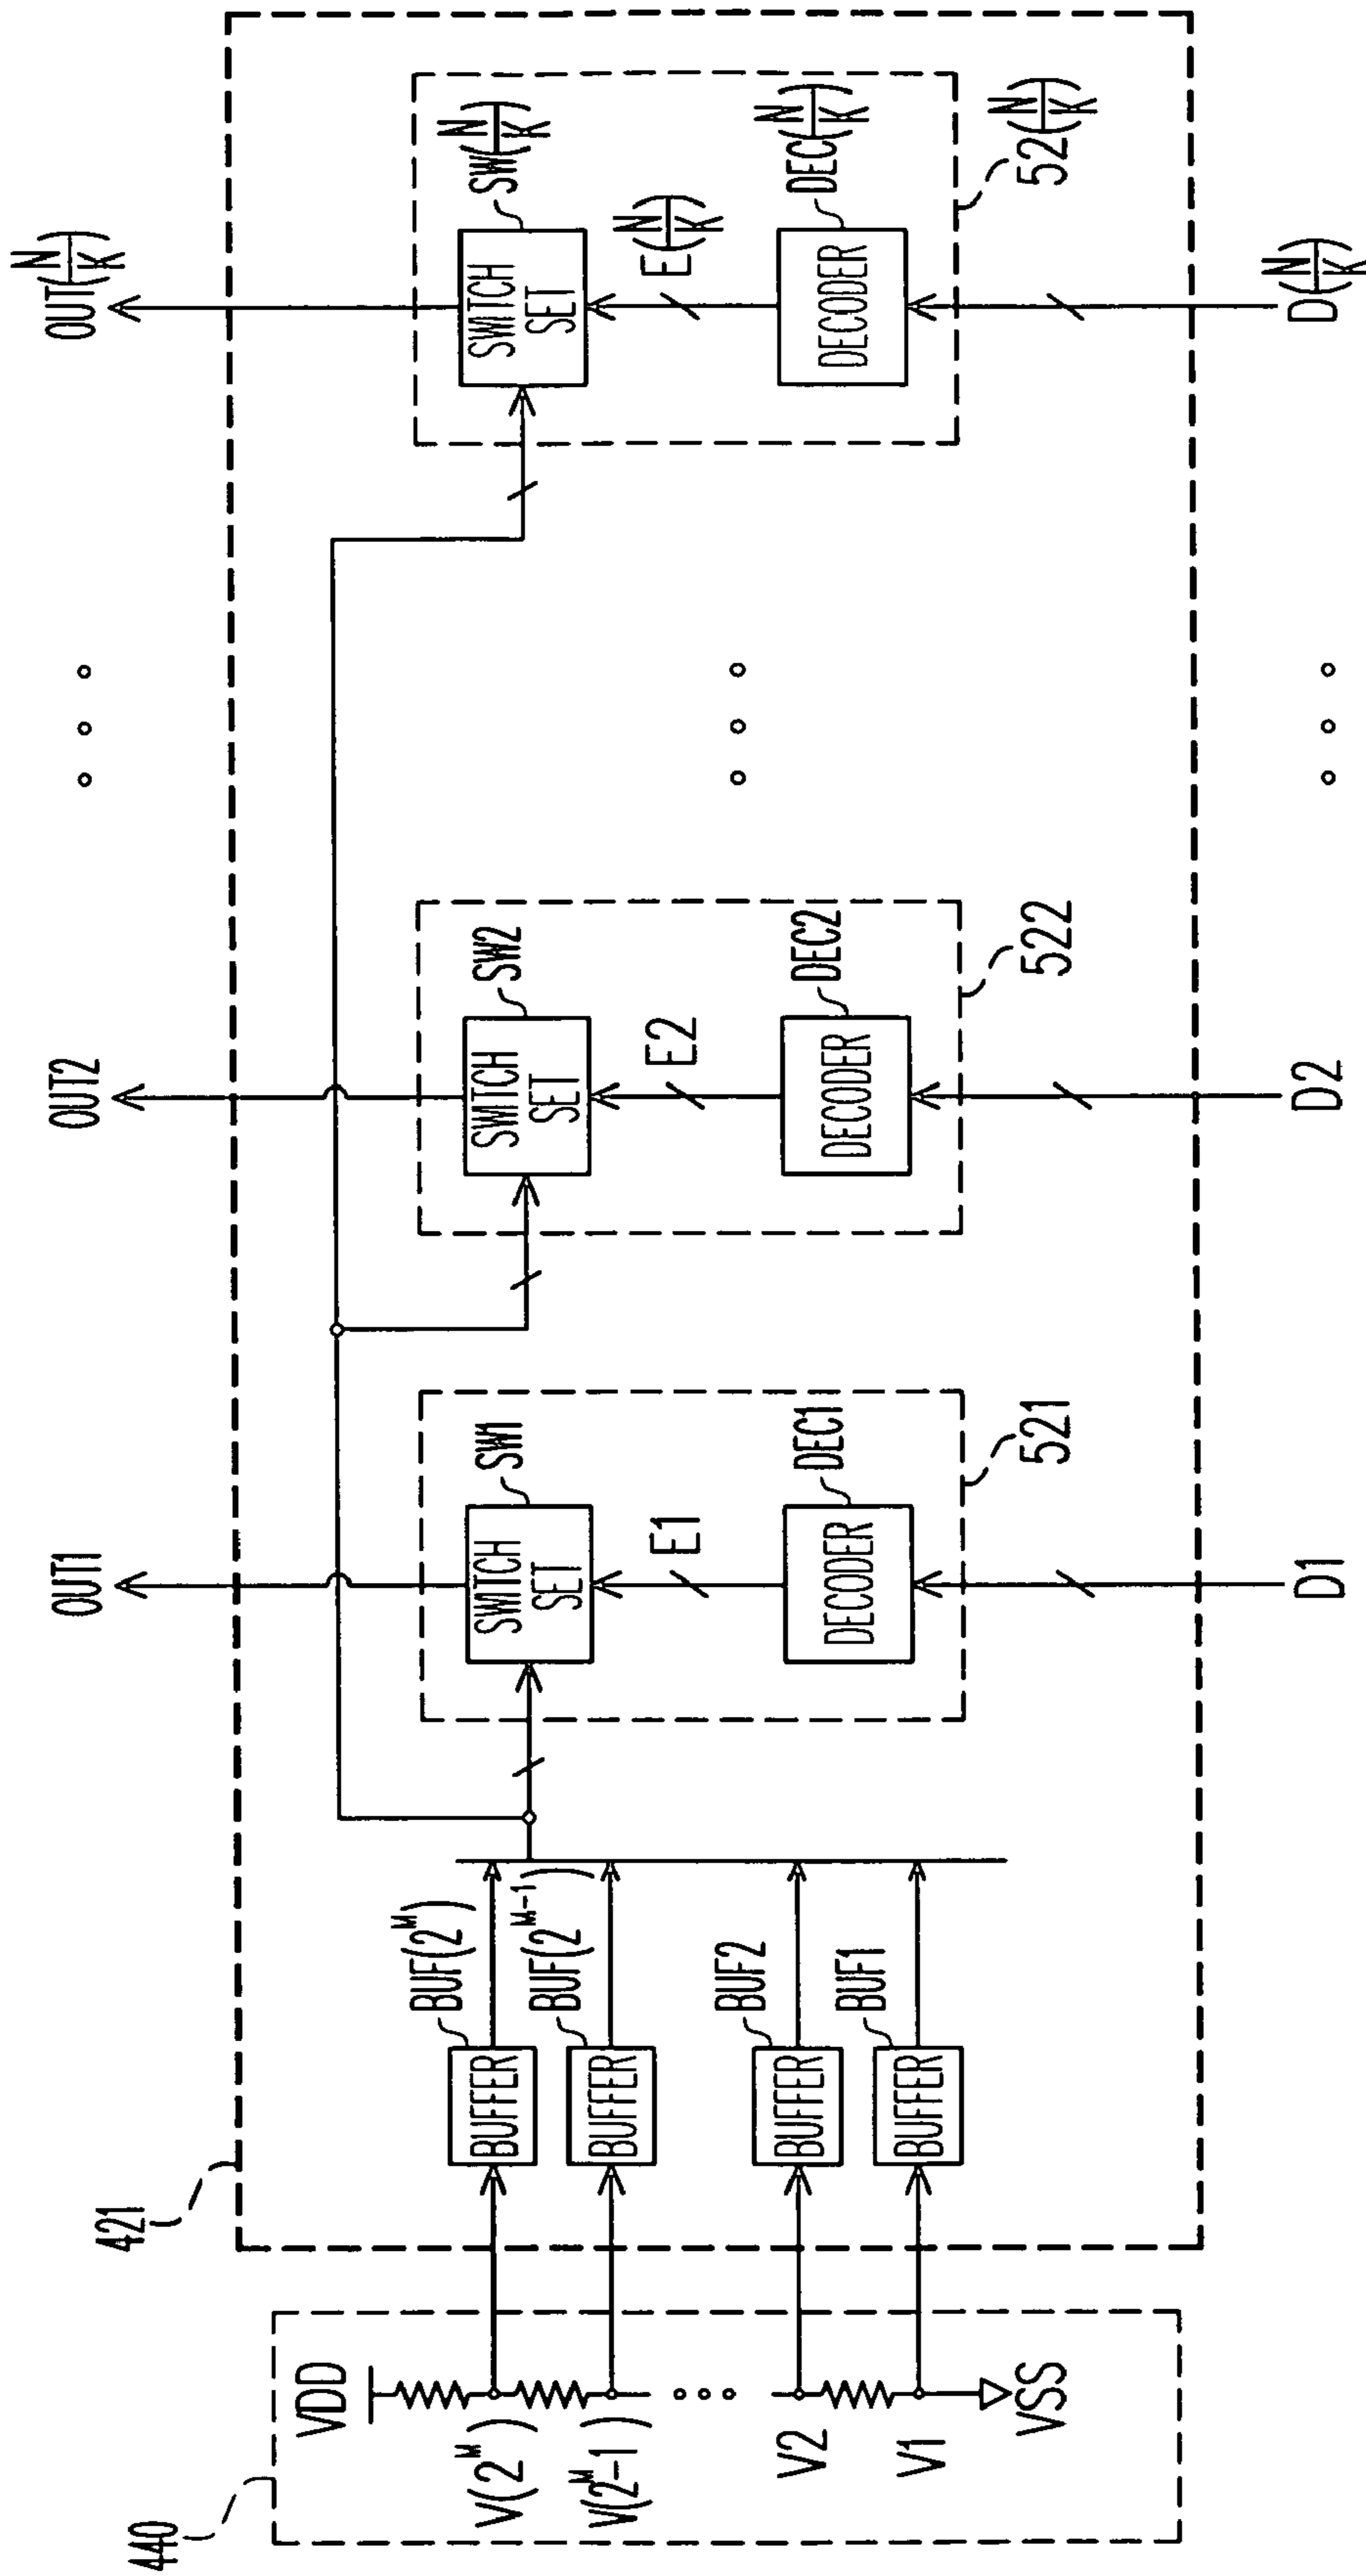 OUT1
OUT2
OUT(N/K)
421
440
VDD
V(2^M)
V(2^M-1)
V2
V1
VSS
BUFFER
BUF(2^M)
BUFFER
BUF(2^M-1)
BUFFER
BUF2
BUFFER
BUF1
SWITCH
SET
SW1
E1
DECODER
DEC1
521
SWITCH
SET
SW2
E2
DECODER
DEC2
522
SWITCH
SET
SW(N/K)
E(N/K)
DECODER
DEC(N/K)
52(N/K)
D1
D2
D(N/K)